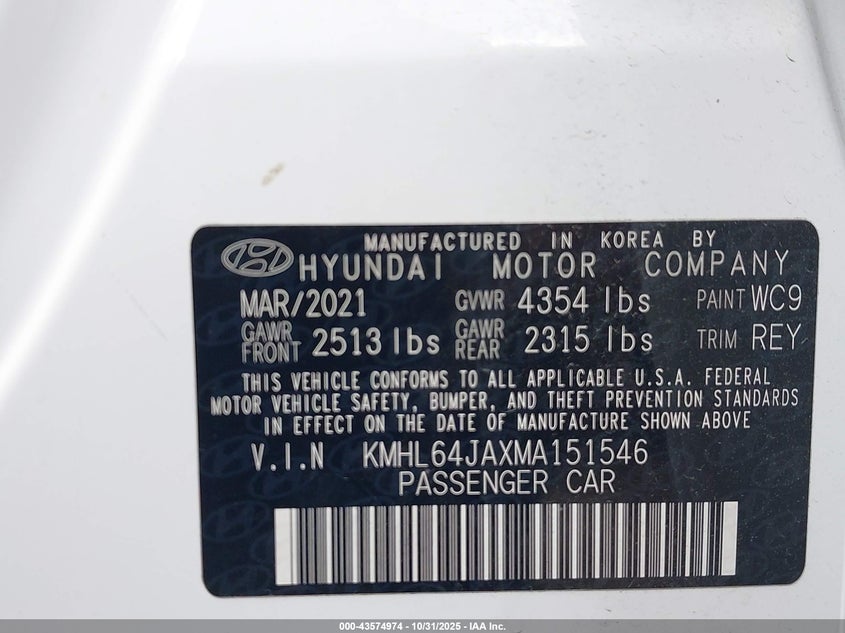 MANUFACTURED IN KOREA BY
HYUNDAI MOTOR COMPANY
MAR/2021 GVWR 4354 lbs PAINT WC9
GAWR FRONT 2513 lbs GAWR REAR 2315 lbs TRIM REY
THIS VEHICLE CONFORMS TO ALL APPLICABLE U.S.A. FEDERAL
MOTOR VEHICLE SAFETY, BUMPER, AND THEFT PREVENTION STANDARDS
IN EFFECT ON THE DATE OF MANUFACTURE SHOWN ABOVE
V.I.N KMHL64JAXMA151546
PASSENGER CAR
000-43574974 | 10/31/2025 | IAA Inc.